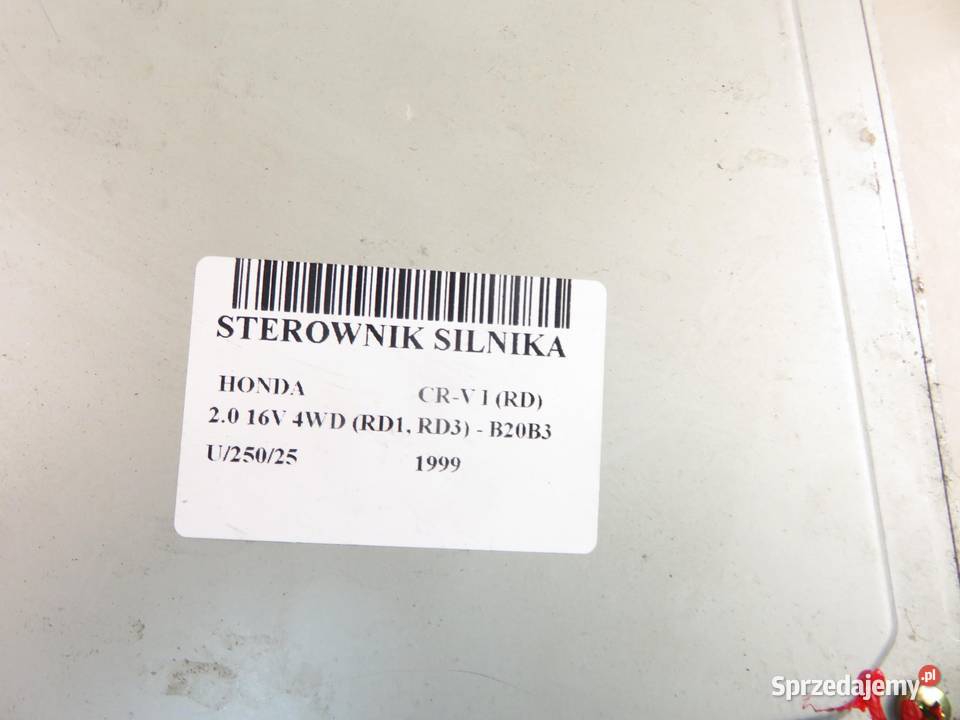 STEROWNIK SILNIKA
HONDA CR-V I (RD)
2.0 16V 4WD (RD1, RD3) - B20B3
U/250/25 1999
Sprzedajemy.pl